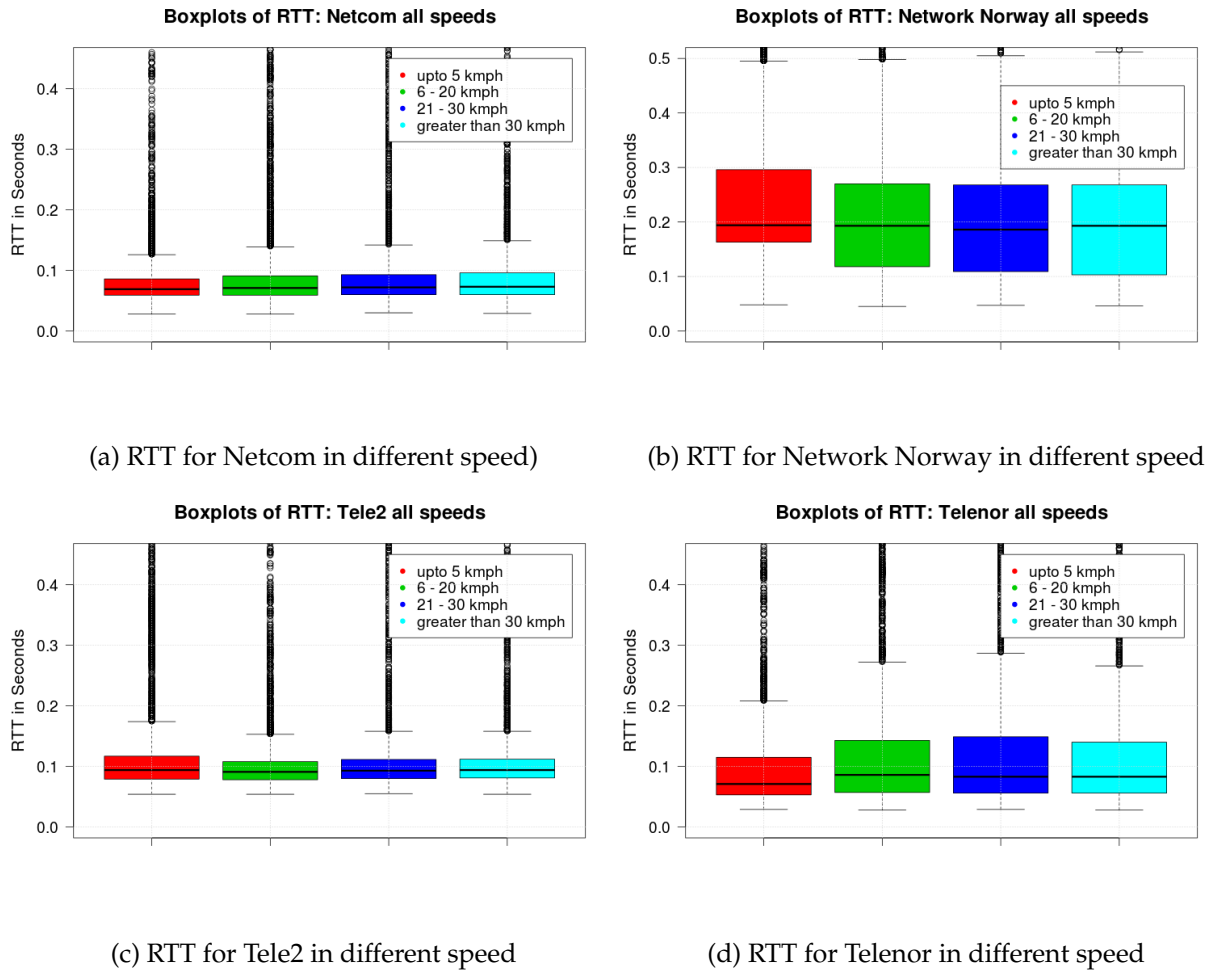 Boxplots of RTT: Netcom all speeds
RTT in Seconds
0.4
0.3
0.2
0.1
0.0
upto 5 kmph
6 - 20 kmph
21 - 30 kmph
greater than 30 kmph
(a) RTT for Netcom in different speed)
Boxplots of RTT: Network Norway all speeds
RTT in Seconds
0.5
0.4
0.3
0.2
0.1
0.0
upto 5 kmph
6 - 20 kmph
21 - 30 kmph
greater than 30 kmph
(b) RTT for Network Norway in different speed
Boxplots of RTT: Tele2 all speeds
RTT in Seconds
0.4
0.3
0.2
0.1
0.0
upto 5 kmph
6 - 20 kmph
21 - 30 kmph
greater than 30 kmph
(c) RTT for Tele2 in different speed
Boxplots of RTT: Telenor all speeds
RTT in Seconds
0.4
0.3
0.2
0.1
0.0
upto 5 kmph
6 - 20 kmph
21 - 30 kmph
greater than 30 kmph
(d) RTT for Telenor in different speed